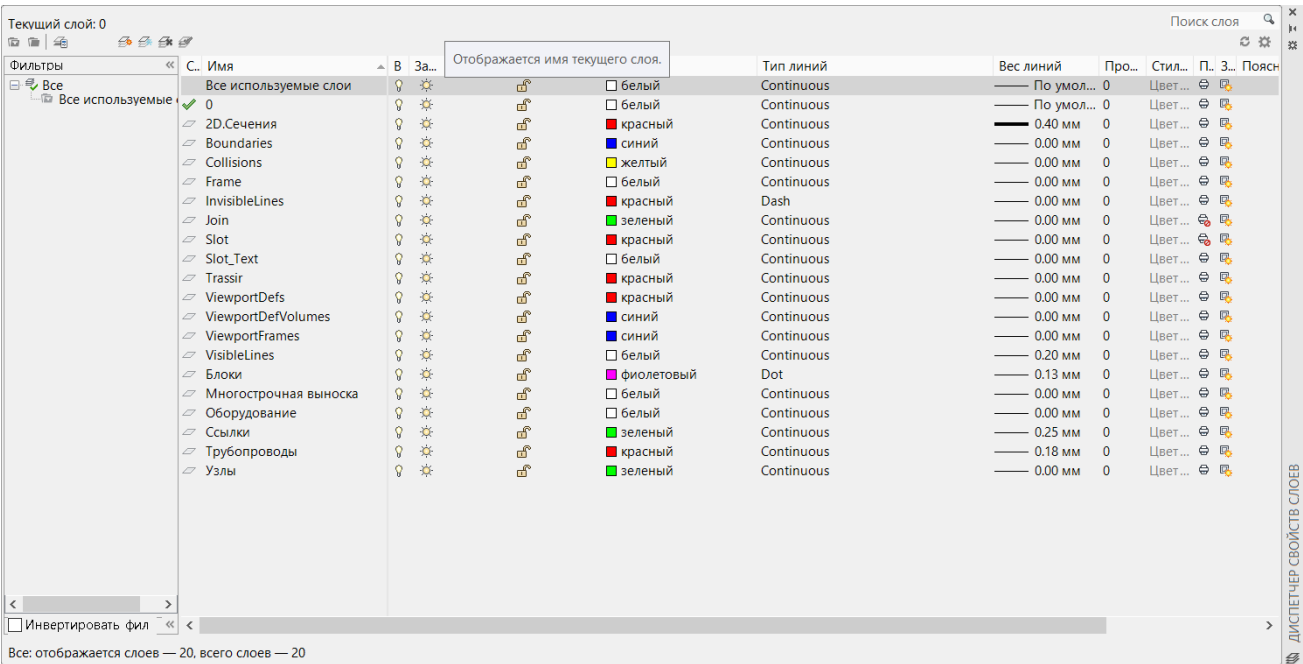 Текущий слой: 0
Поиск слоя
Отображается имя текущего слоя.
Фильтры « С.. Имя В За... Тип линий Вес линий Про... Стил... П.. З... Поясн
Все
Все используемые
Все используемые слои белый Continuous По умол... 0 Цвет...
0 белый Continuous По умол... 0 Цвет...
2D.Сечения красный Continuous 0.40 мм 0 Цвет...
Boundaries синий Continuous 0.00 мм 0 Цвет...
Collisions желтый Continuous 0.00 мм 0 Цвет...
Frame белый Continuous 0.00 мм 0 Цвет...
InvisibleLines красный Dash 0.00 мм 0 Цвет...
Join зеленый Continuous 0.00 мм 0 Цвет...
Slot красный Continuous 0.00 мм 0 Цвет...
Slot_Text белый Continuous 0.00 мм 0 Цвет...
Trassir красный Continuous 0.00 мм 0 Цвет...
ViewportDefs красный Continuous 0.00 мм 0 Цвет...
ViewportDefVolumes синий Continuous 0.00 мм 0 Цвет...
ViewportFrames синий Continuous 0.00 мм 0 Цвет...
VisibleLines белый Continuous 0.20 мм 0 Цвет...
Блоки фиолетовый Dot 0.13 мм 0 Цвет...
Многострочная выноска белый Continuous 0.00 мм 0 Цвет...
Оборудование белый Continuous 0.00 мм 0 Цвет...
Ссылки зеленый Continuous 0.25 мм 0 Цвет...
Трубопроводы красный Continuous 0.18 мм 0 Цвет...
Узлы зеленый Continuous 0.00 мм 0 Цвет...
Инвертировать фил «
Все: отображается слоев — 20, всего слоев — 20
ДИСПЕТЧЕР СВОЙСТВ СЛОЕВ